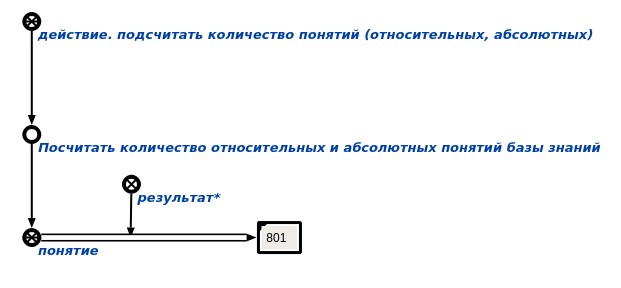 действие. подсчитать количество понятий (относительных, абсолютных)
Посчитать количество относительных и абсолютных понятий базы знаний
результат*
801
понятие